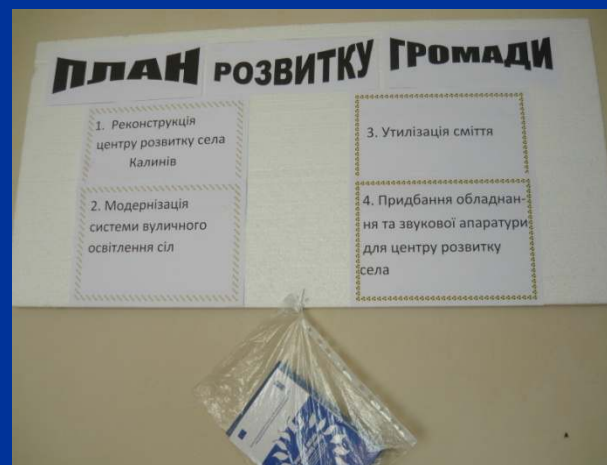 ПЛАН РОЗВИТКУ ГРОМАДИ
1. Реконструкція
центру розвитку села
Калинів
2. Модернізація
системи вуличного
освітлення сіл
3. Утилізація сміття
4. Придбання обладнан-
ня та звукової апаратури
для центру розвитку
села